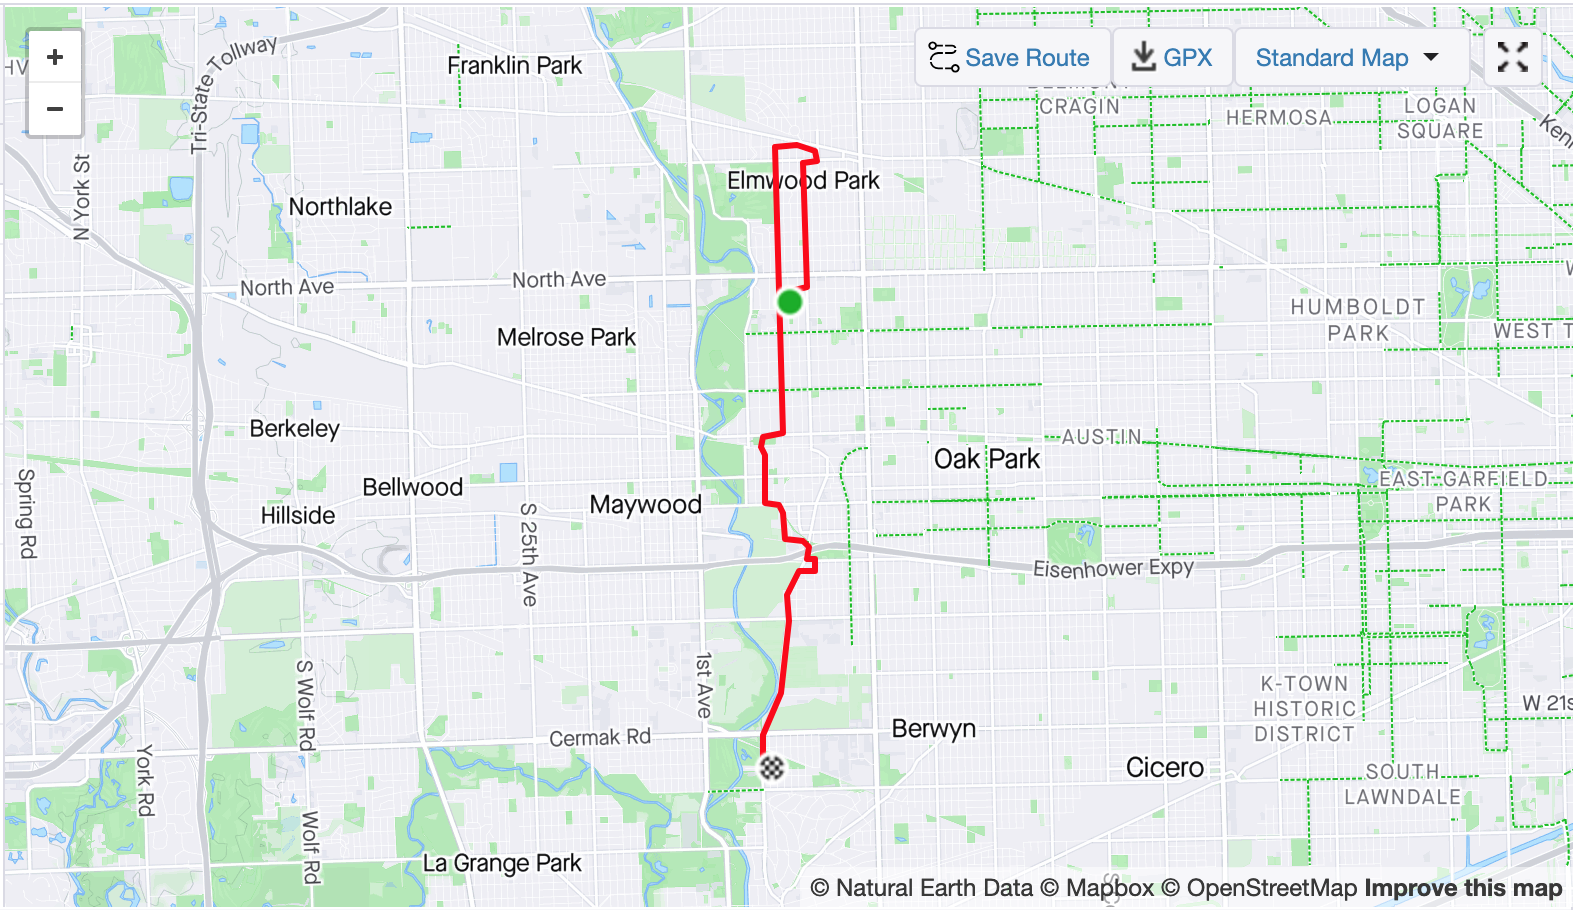 +
−
Save Route
GPX
Standard Map
Tri-State Tollway
Franklin Park
HV
CRAGIN
HERMOSA
LOGAN
SQUARE
N York St
Elmwood Park
Northlake
North Ave
North Ave
HUMBOLDT
PARK
WEST T
Melrose Park
Berkeley
AUSTIN
Oak Park
Bellwood
Maywood
EAST GARFIELD
PARK
Spring Rd
Hillside
S 25th Ave
Eisenhower Expy
S Wolf Rd
1st Ave
K-TOWN
HISTORIC
DISTRICT
W 21s
Cermak Rd
Berwyn
York Rd
Cicero
SOUTH
LAWNDALE
Wolf Rd
La Grange Park
© Natural Earth Data © Mapbox © OpenStreetMap Improve this map